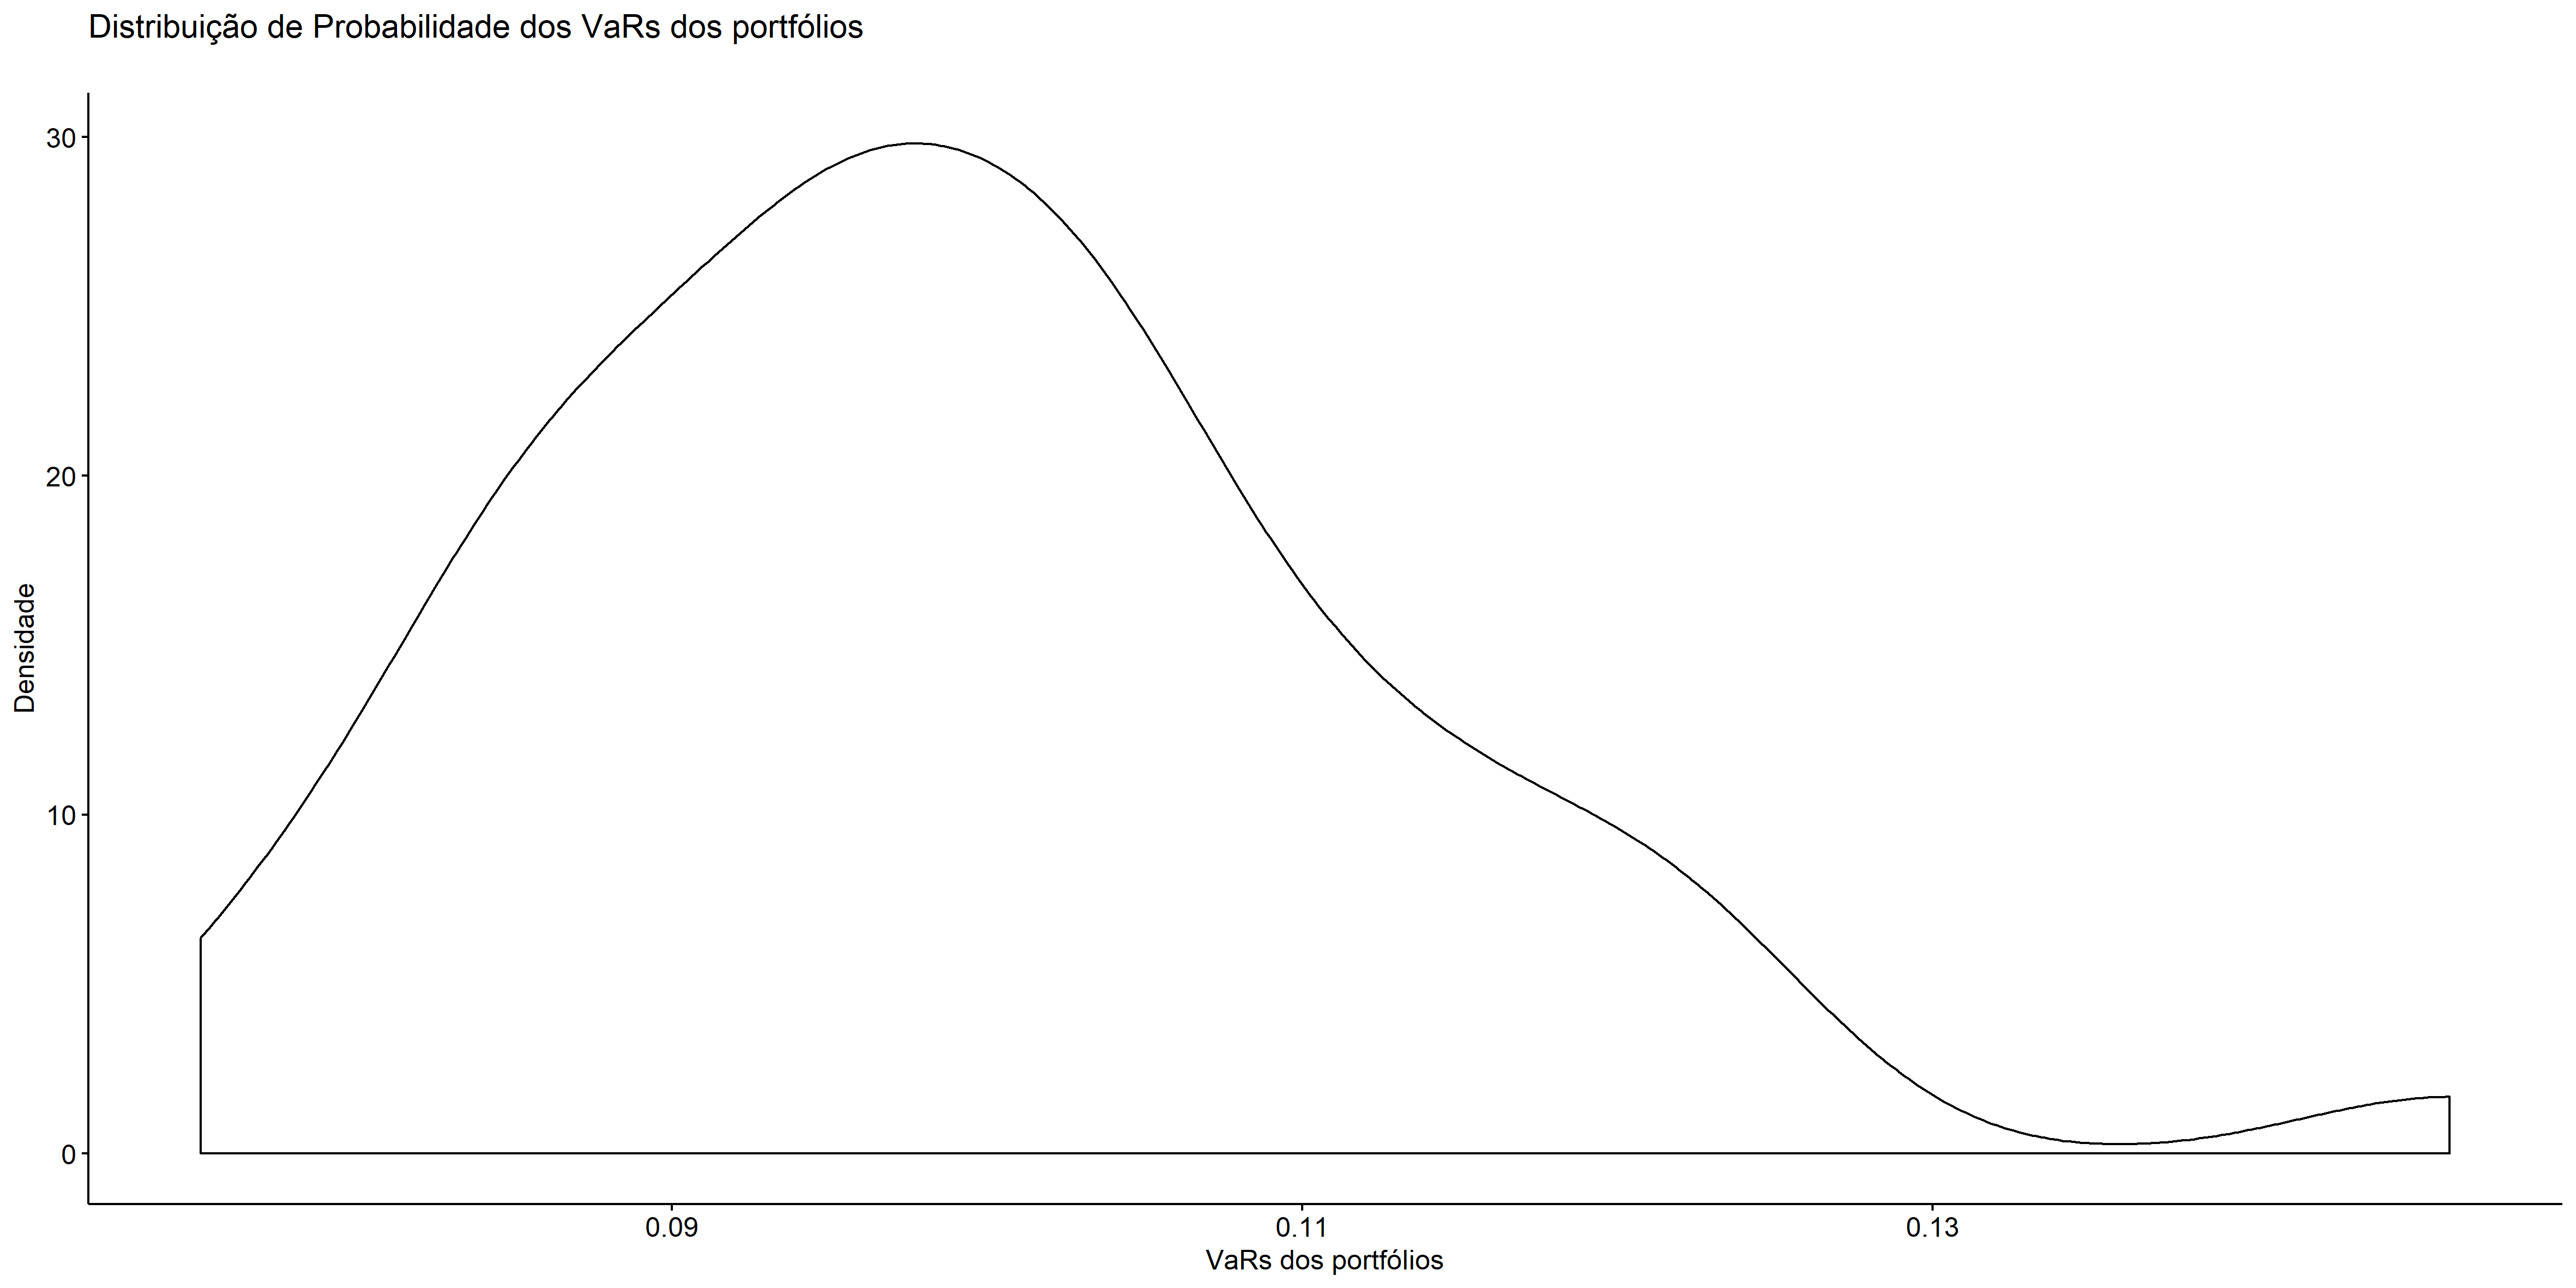 Distribuição de Probabilidade dos VaRs dos portfólios
30
20
10
0
Densidade
0.09
0.11
0.13
VaRs dos portfólios